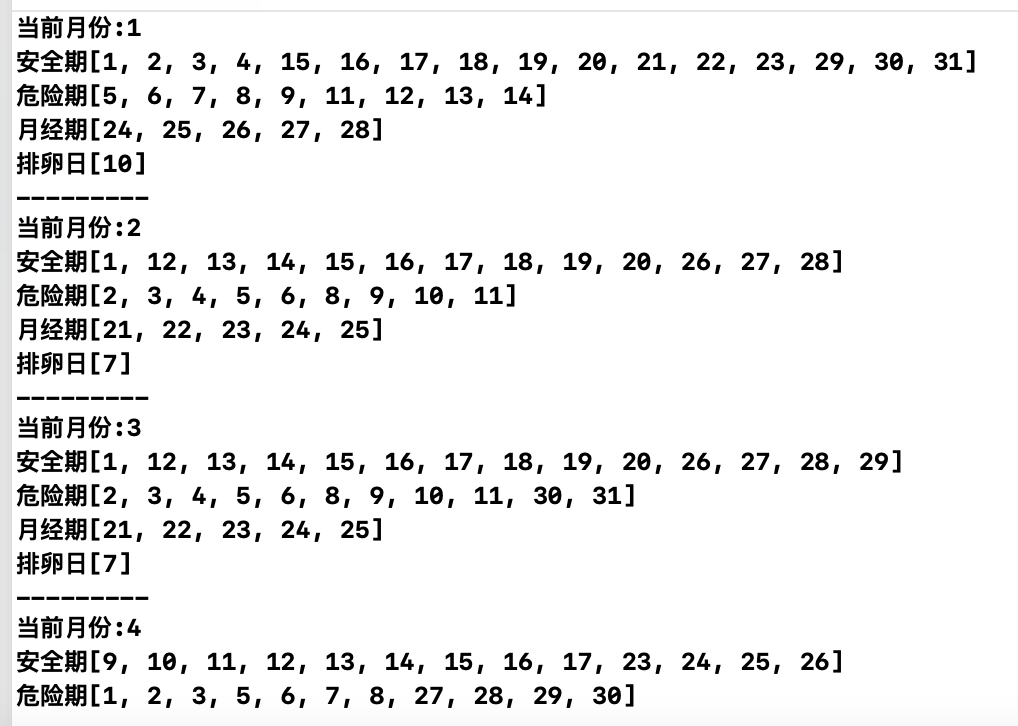 当前月份:1
安全期[1, 2, 3, 4, 15, 16, 17, 18, 19, 20, 21, 22, 23, 29, 30, 31]
危险期[5, 6, 7, 8, 9, 11, 12, 13, 14]
月经期[24, 25, 26, 27, 28]
排卵日[10]
---------
当前月份:2
安全期[1, 12, 13, 14, 15, 16, 17, 18, 19, 20, 26, 27, 28]
危险期[2, 3, 4, 5, 6, 8, 9, 10, 11]
月经期[21, 22, 23, 24, 25]
排卵日[7]
---------
当前月份:3
安全期[1, 12, 13, 14, 15, 16, 17, 18, 19, 20, 26, 27, 28, 29]
危险期[2, 3, 4, 5, 6, 8, 9, 10, 11, 30, 31]
月经期[21, 22, 23, 24, 25]
排卵日[7]
---------
当前月份:4
安全期[9, 10, 11, 12, 13, 14, 15, 16, 17, 23, 24, 25, 26]
危险期[1, 2, 3, 5, 6, 7, 8, 27, 28, 29, 30]